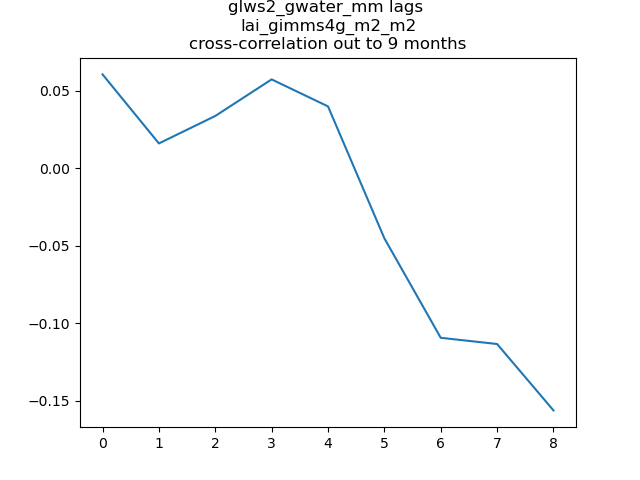 glws2_gwater_mm lags
lai_gimms4g_m2_m2
cross-correlation out to 9 months
0.05
0.00
−0.05
−0.10
−0.15
0 1 2 3 4 5 6 7 8